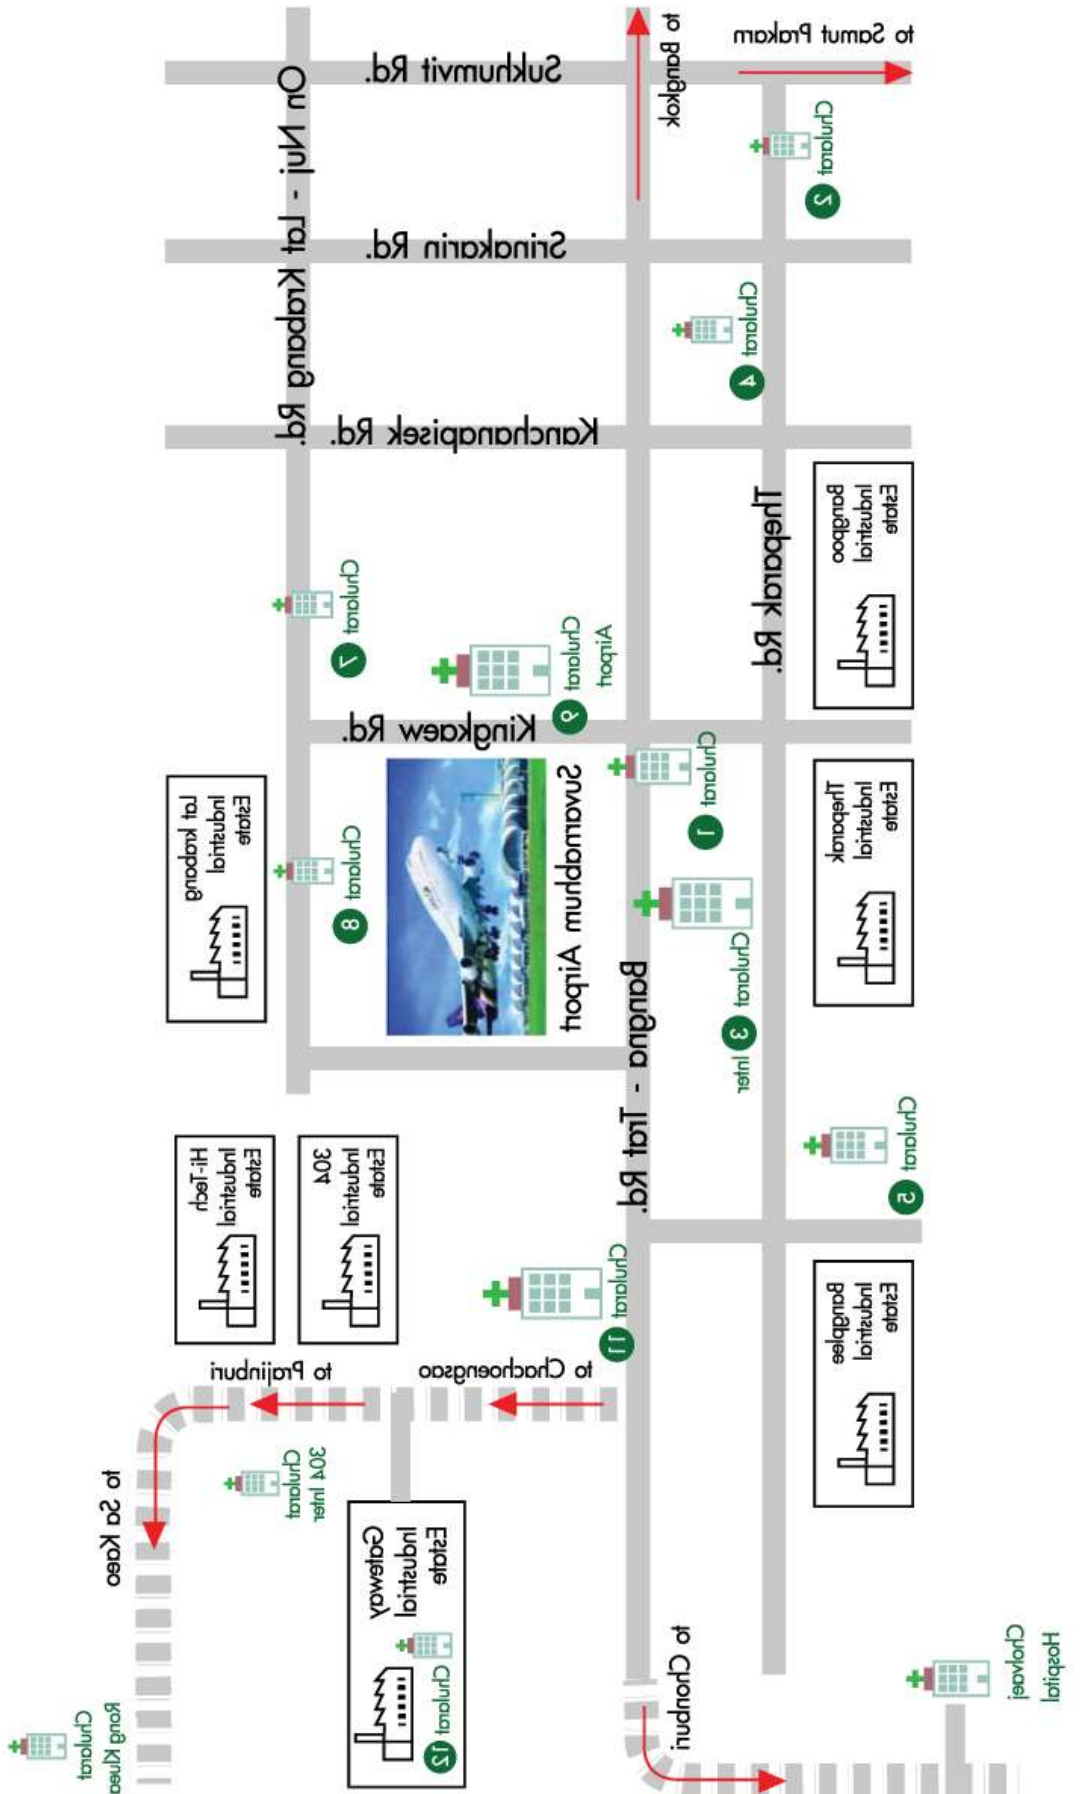 to Samut Prakarn
to Bangkok
Sukhumvit Rd.
On Nhj - Lat Krabang Rd.
Chularat 2
Srinakarin Rd.
Chularat 4
Kanchanapisek Rd.
Theparak Rd.
Bangpoo
Industrial
Estate
Chularat 7
Chularat 9
Airport
Kingkaew Rd.
Chularat 1
Suvarnabhum Airport
Lat Krabang
Industrial
Estate
Chularat 8
Theparak
Industrial
Estate
Chularat 3 Inter
Bangna - Trat Rd.
Chularat 5
Hi-Tech
Industrial
Estate
304
Industrial
Estate
Chularat 11
Bangplee
Industrial
Estate
to Chachoengsao
to Prajinburi
to Sa Kaeo
Chularat
304 Inter
Gateway
Industrial
Estate
Chularat 12
to Chonburi
Cholvej
Hospital
Chularat
Rong Kluea